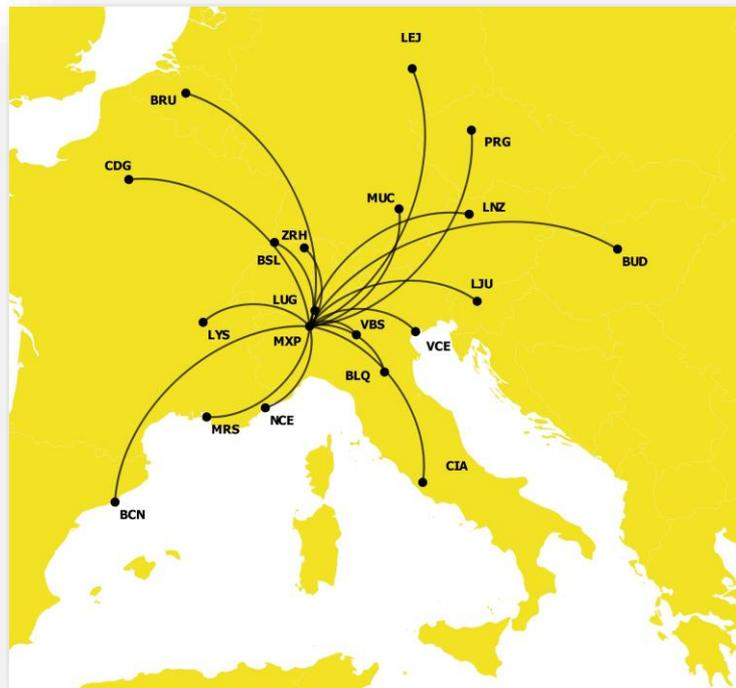 LEJ
BRU
PRG
CDG
MUC
LNZ
ZRH
BSL
BUD
LJU
LUG
VBS
LYS
MXP
VCE
BLQ
NCE
MRS
CIA
BCN